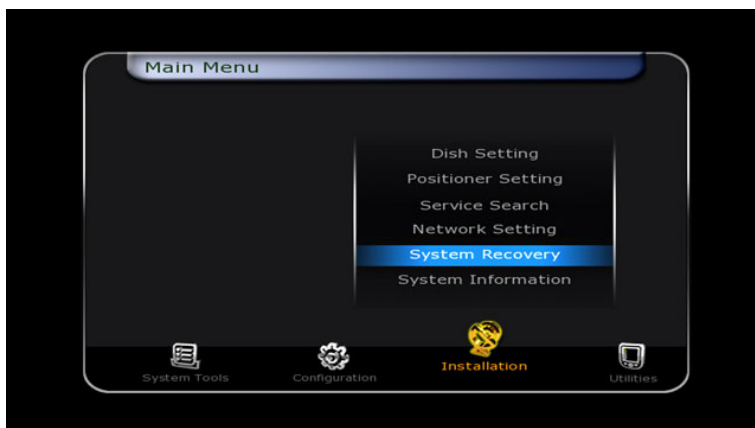 Main Menu
Dish Setting
Positioner Setting
Service Search
Network Setting
System Recovery
System Information
System Tools
Configuration
Installation
Utilities